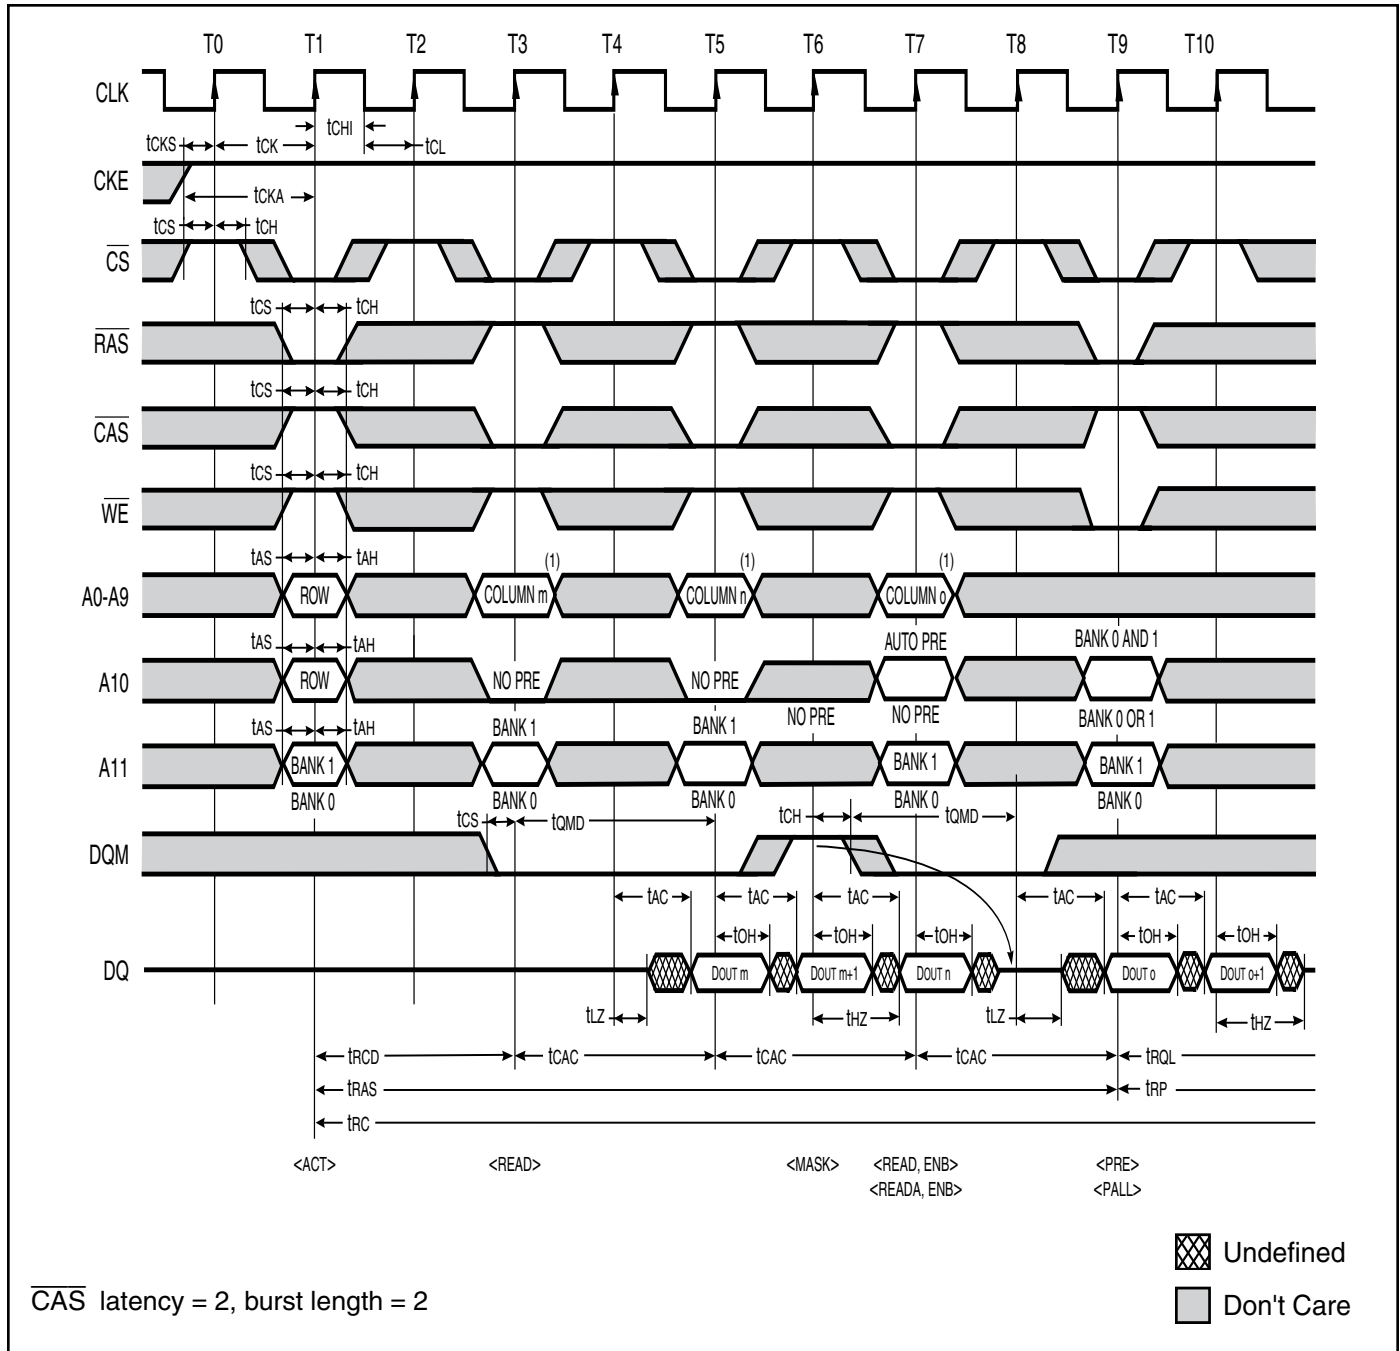 T0 T1 T2 T3 T4 T5 T6 T7 T8 T9 T10
CLK
tCHI
tCKS tCK tCL
CKE
tCKA
tCS tCH
CS
tCS tCH
RAS
tCS tCH
CAS
tCS tCH
WE
tAS tAH (1) (1) (1)
A0-A9 ROW COLUMN m COLUMN n COLUMN o
tAS tAH AUTO PRE BANK 0 AND 1
A10 ROW NO PRE NO PRE
NO PRE NO PRE BANK 0 OR 1
tAS tAH BANK 1 BANK 1
A11 BANK 1 BANK 1 BANK 1
BANK 0 BANK 0 BANK 0 BANK 0 BANK 0
tCS tQMD tCH tQMD
DQM
tAC tAC tAC tAC tAC
tOH tOH tOH tOH tOH
DQ DOUT m DOUT m+1 DOUT n DOUT o DOUT o+1
tLZ tHZ tLZ tHZ
tRCD tCAC tCAC tCAC tRQL
tRAS tRP
tRC
<ACT> <READ> <MASK> <READ, ENB> <PRE>
<READA, ENB> <PALL>
Undefined
CAS latency = 2, burst length = 2
Don't Care